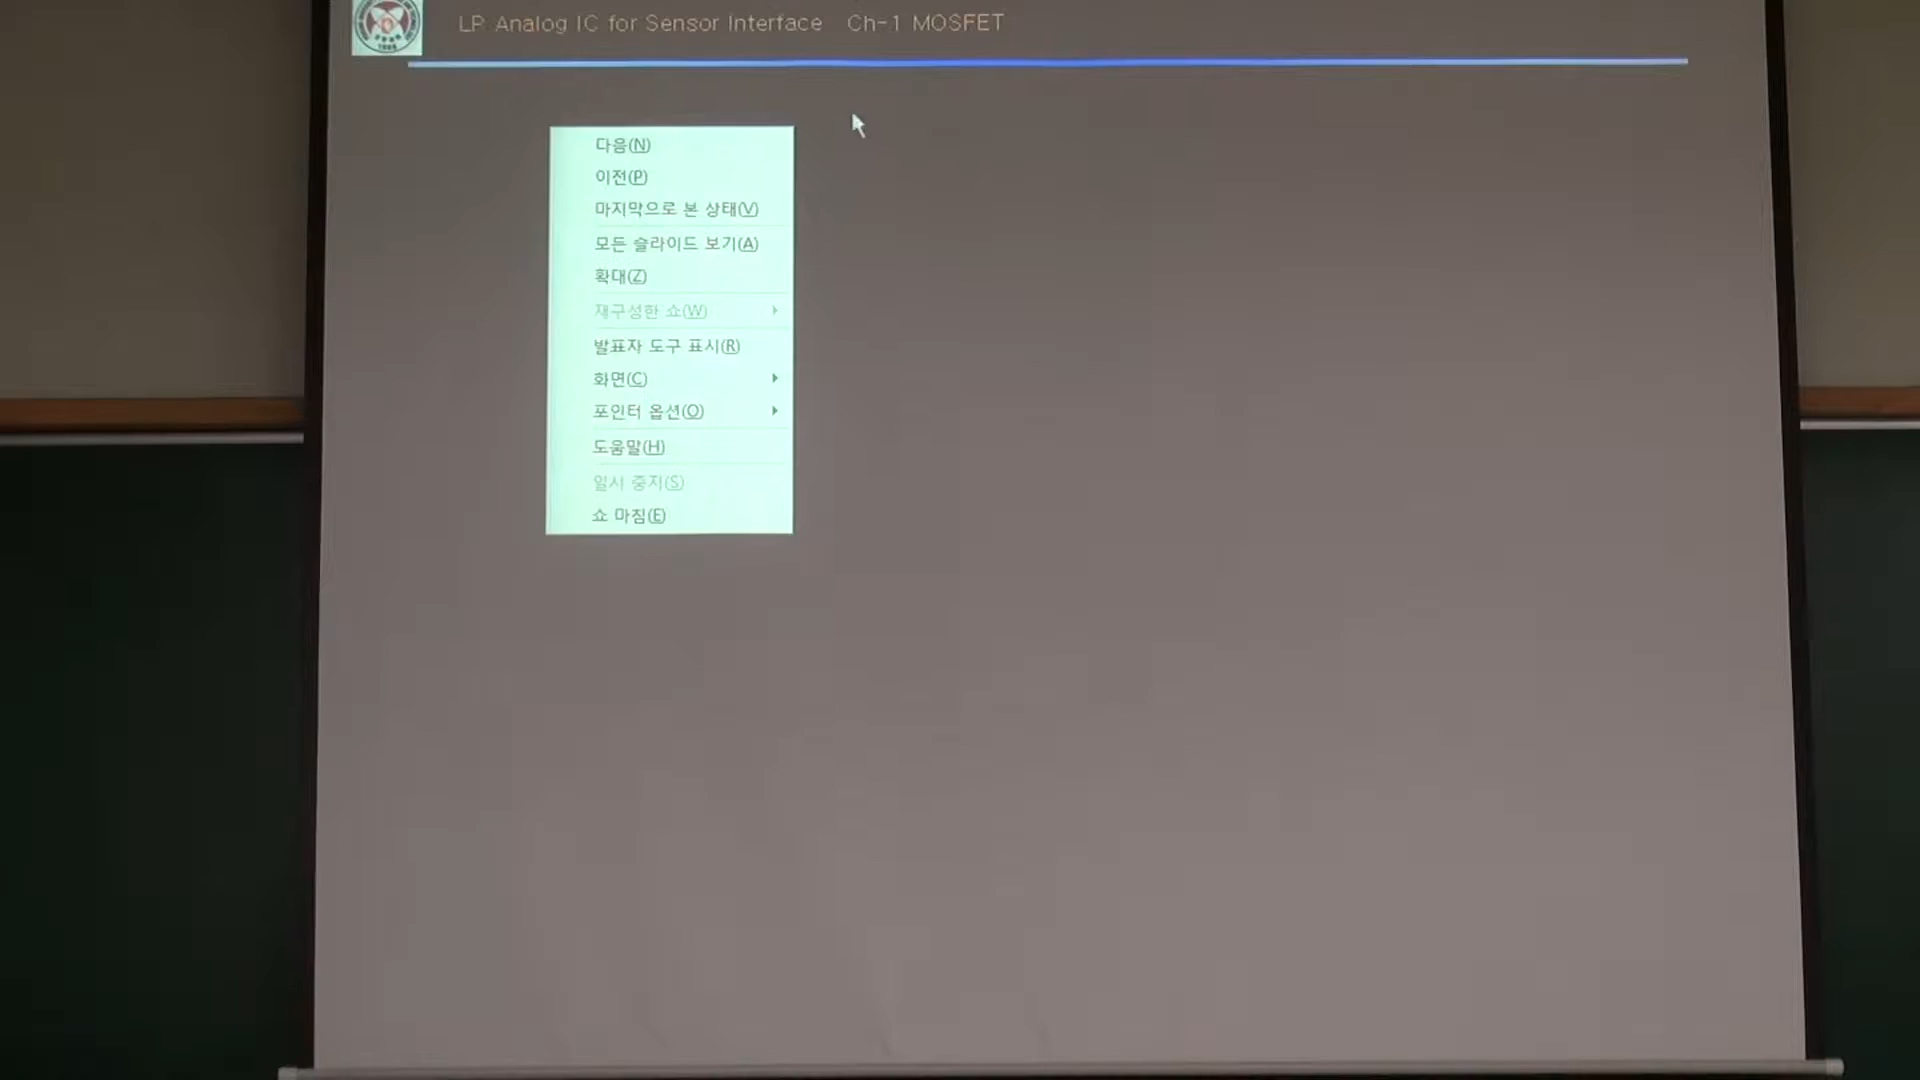 LP Analog IC for Sensor Interface Ch-1 MOSFET
다음(N)
이전(P)
마지막으로 본 상태(V)
모든 슬라이드 보기(A)
확대(Z)
재구성한 쇼(W)
발표자 도구 표시(R)
화면(C)
포인터 옵션(O)
도움말(H)
일시 중지(S)
쇼 마침(E)